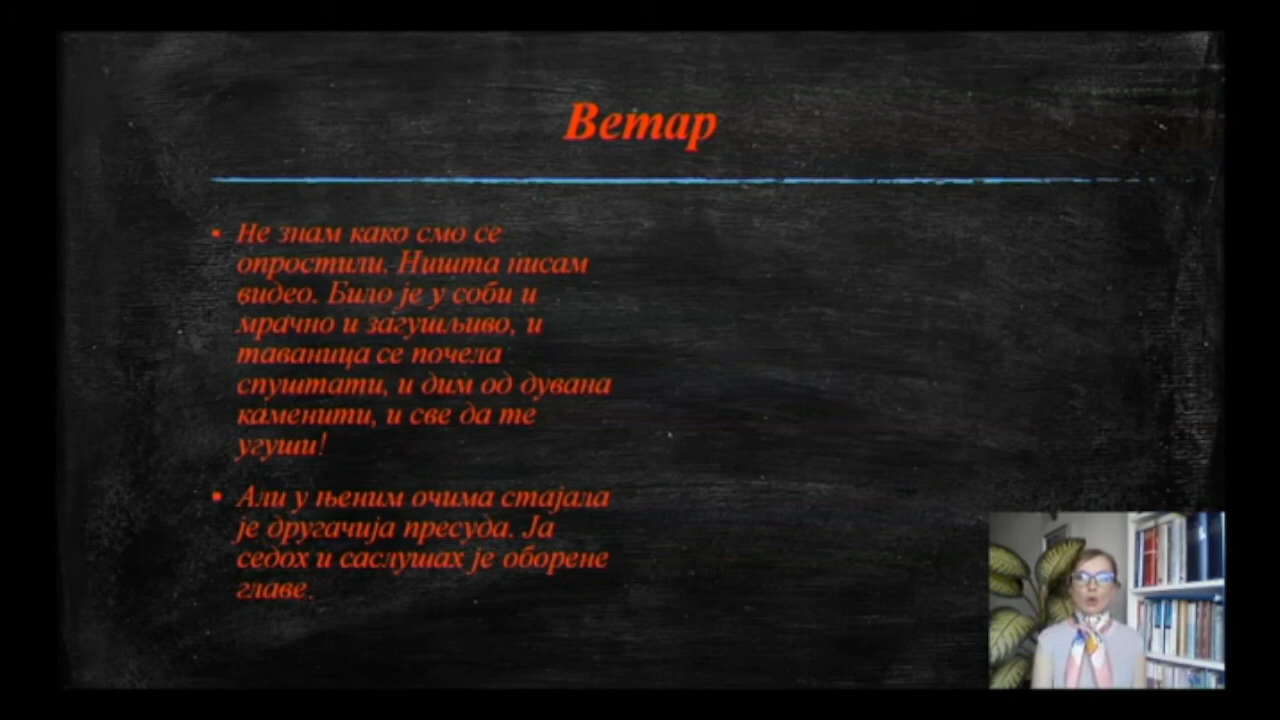 Ветар
▪ Не знам како смо се
опростили. Ништа нисам
видео. Било је у соби и
мрачно и загушљиво, и
таваница се почела
спуштати, и дим од дувана
каменити, и све да те
угуши!
▪ Али у њеним очима стајала
је другачија пресуда. Ја
седох и саслушах је оборене
главе.